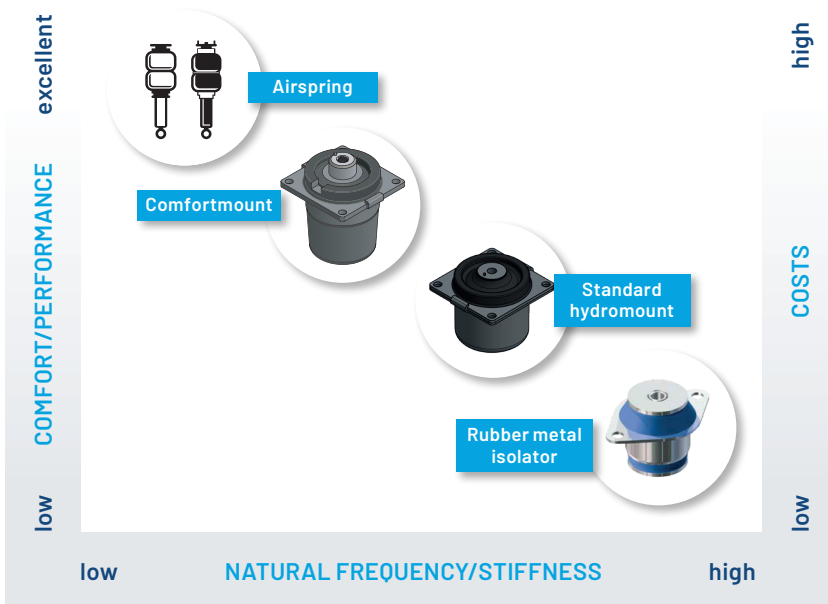 excellent
high
Airspring
Comfortmount
COMFORT/PERFORMANCE
COSTS
Standard
hydromount
Rubber metal
isolator
low
low
low
NATURAL FREQUENCY/STIFFNESS
high